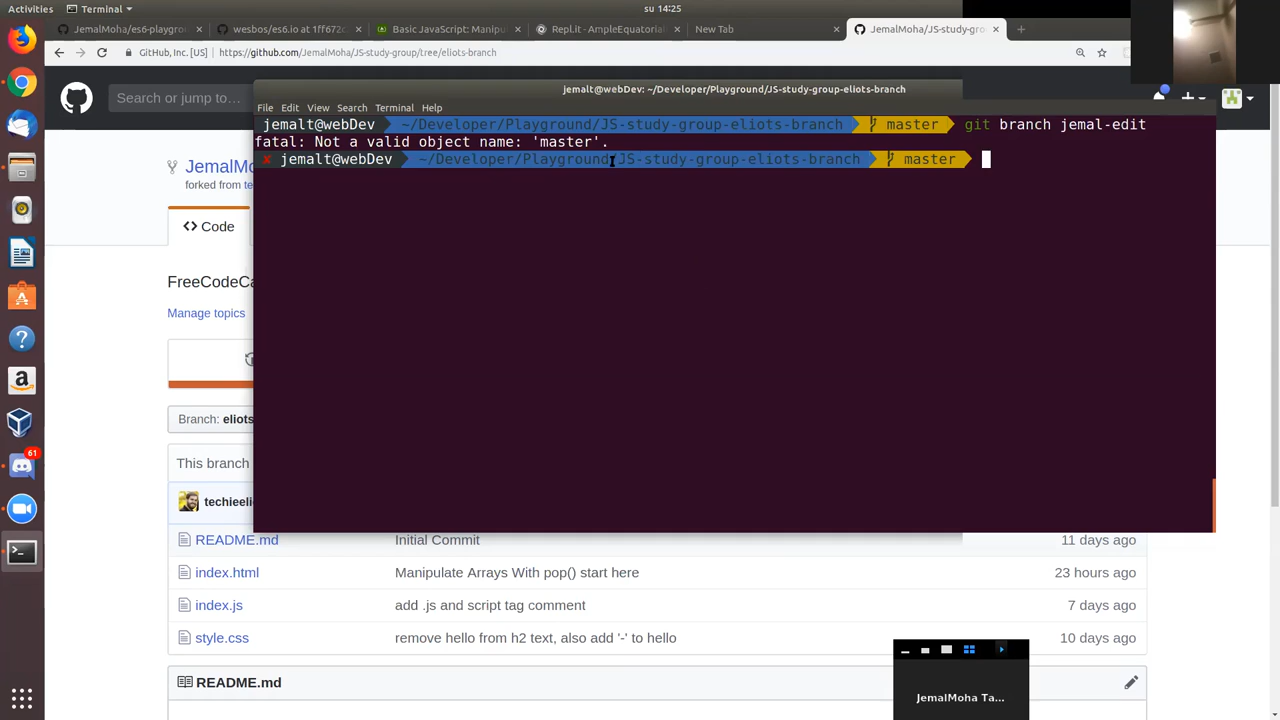 Activities
Terminal
su 14:25
JemalMoha/es6-playgro
wesbos/es6.io at 1ff672c
Basic JavaScript: Manipul
Repl.it - AmpleEquatorial
New Tab
JemalMoha/JS-study-gro
GitHub, Inc. [US]
https://github.com/JemalMoha/JS-study-group/tree/eliots-branch
Search or jump to…
jemalt@webDev: ~/Developer/Playground/JS-study-group-eliots-branch
File Edit View Search Terminal Help
jemalt@webDev ~/Developer/Playground/JS-study-group-eliots-branch master git branch jemal-edit
fatal: Not a valid object name: 'master'.
✘ jemalt@webDev ~/Developer/Playground/JS-study-group-eliots-branch master
JemalM
forked from te
Code
FreeCodeCa
Manage topics
Branch: eliots
This branch
techieeli
README.md Initial Commit 11 days ago
index.html Manipulate Arrays With pop() start here 23 hours ago
index.js add .js and script tag comment 7 days ago
style.css remove hello from h2 text, also add '-' to hello 10 days ago
README.md
61
JemalMoha Ta...